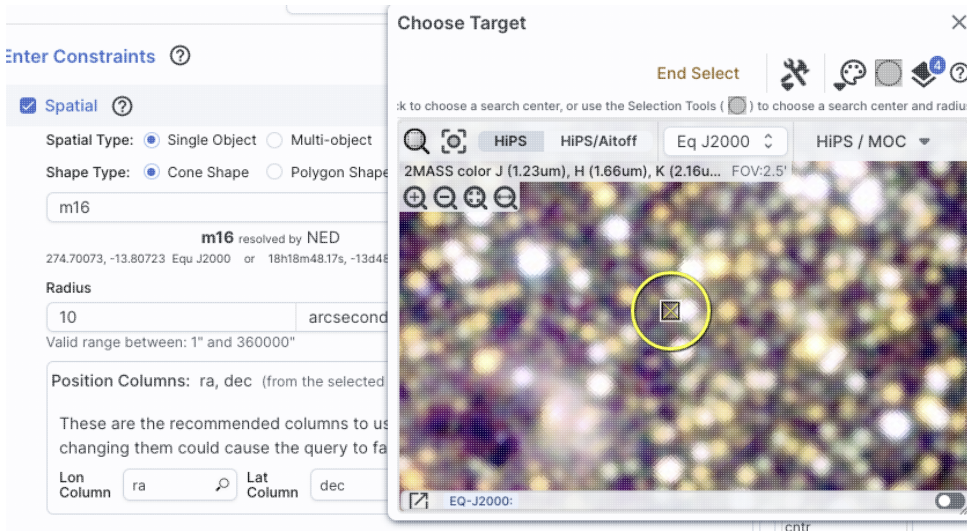 Enter Constraints
Spatial
Spatial Type: Single Object Multi-object
Shape Type: Cone Shape Polygon Shape
m16
m16 resolved by NED
274.70073, -13.80723 Equ J2000 or 18h18m48.17s, -13d48
Radius
10 arcsecond
Valid range between: 1" and 360000"
Position Columns: ra, dec (from the selected
These are the recommended columns to us
changing them could cause the query to fa
Lon Column ra
Lat Column dec
Choose Target
End Select
4
:k to choose a search center, or use the Selection Tools ( ) to choose a search center and radiu
HiPS HiPS/Aitoff Eq J2000 HiPS / MOC
2MASS color J (1.23um), H (1.66um), K (2.16u... FOV:2.5'
EQ-J2000:
cntr